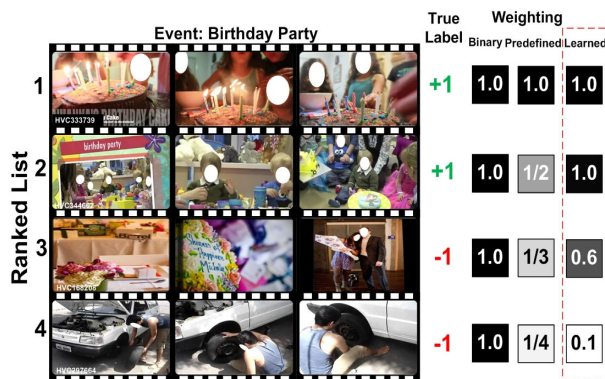 Event: Birthday Party
True Label
Weighting
Binary Predefined Learned
Ranked List
1
HVC333739
+1
1.0 1.0 1.0
2
birthday party
HVC344662
+1
1.0 1/2 1.0
3
HVC168208
-1
1.0 1/3 0.6
4
-1
1.0 1/4 0.1